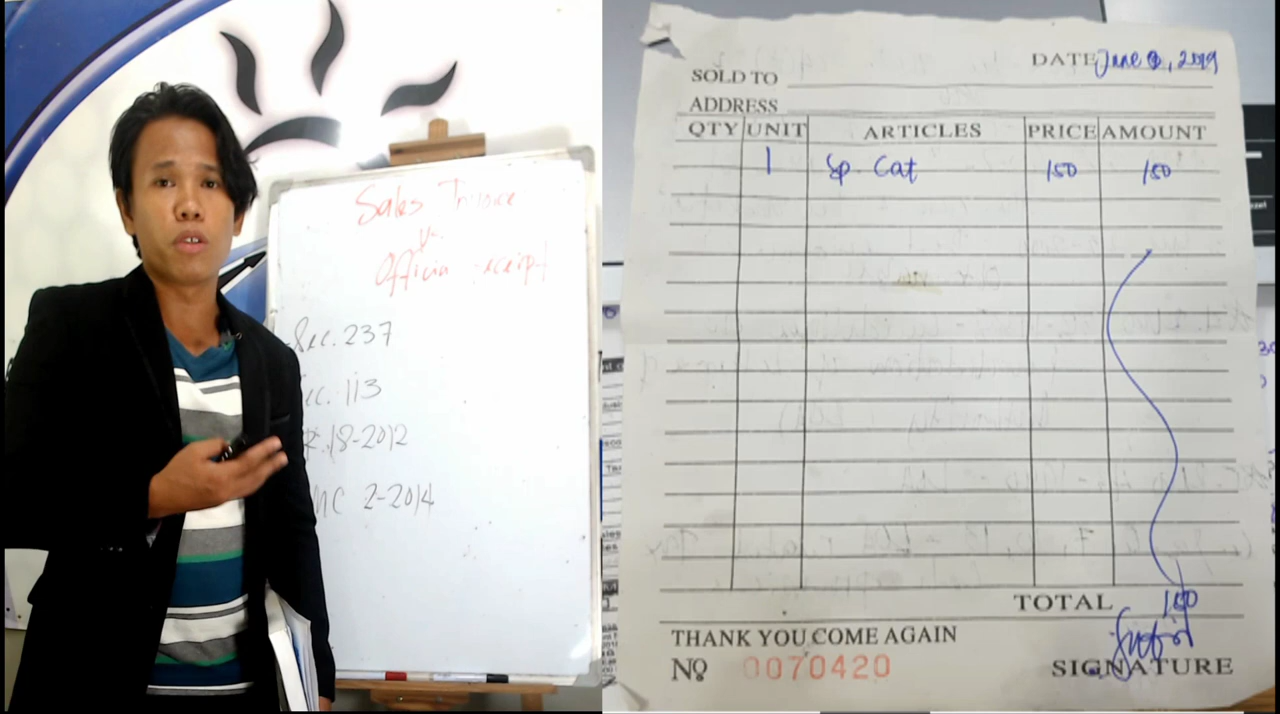 Sales Invoice
Vs.
Official receipt
Sec. 237
Sec. 113
18-2012
MC 2-2014
DATE June , 2019
SOLD TO
ADDRESS
QTY UNIT ARTICLES PRICE AMOUNT
1 Sp. Cat 150 150
TOTAL 150
THANK YOU COME AGAIN
Nº 0070420
SIGNATURE